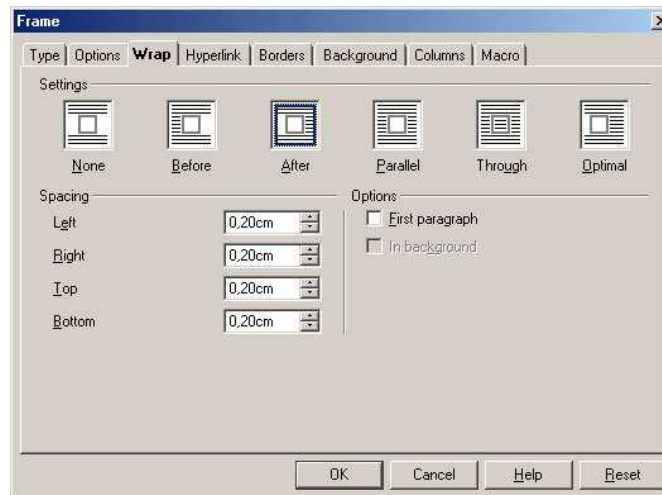 Frame
Type Options Wrap Hyperlink Borders Background Columns Macro
Settings
None Before After Parallel Through Optimal
Spacing Options
Left 0,20cm First paragraph
Right 0,20cm In background
Top 0,20cm
Bottom 0,20cm
OK Cancel Help Reset